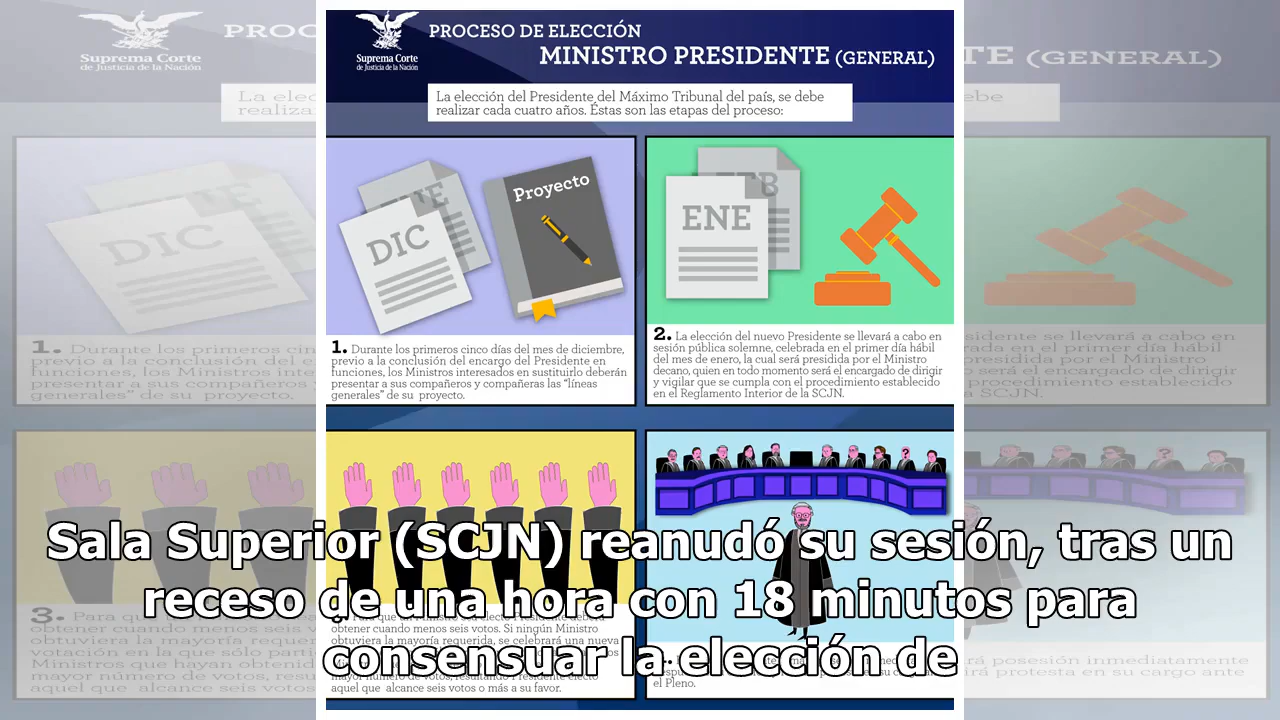 Suprema Corte
de Justicia de la Nación
PROCESO DE ELECCIÓN
MINISTRO PRESIDENTE (GENERAL)
La elección del Presidente del Máximo Tribunal del país, se debe
realizar cada cuatro años. Éstas son las etapas del proceso:
DIC
ENE
Proyecto
ENE
FEB
1. Durante los primeros cinco días del mes de diciembre,
previo a la conclusión del encargo del Presidente en
funciones, los Ministros interesados en sustituirlo deberán
presentar a sus compañeros y compañeras las "líneas
generales" de su proyecto.
2. La elección del nuevo Presidente se llevará a cabo en
sesión pública solemne, celebrada en el primer día hábil
del mes de enero, la cual será presidida por el Ministro
decano, quien en todo momento será el encargado de dirigir
y vigilar que se cumpla con el procedimiento establecido
en el Reglamento Interior de la SCJN.
Sala Superior (SCJN) reanudó su sesión, tras un
receso de una hora con 18 minutos para
consensuar la elección de
obtener cuando menos seis votos. Si ningún Ministro
obtuviera la mayoría requerida, se celebrará una nueva
mayor número de votos, resultando Presidente electo
aquel que alcance seis votos o más a su favor.
el Pleno.